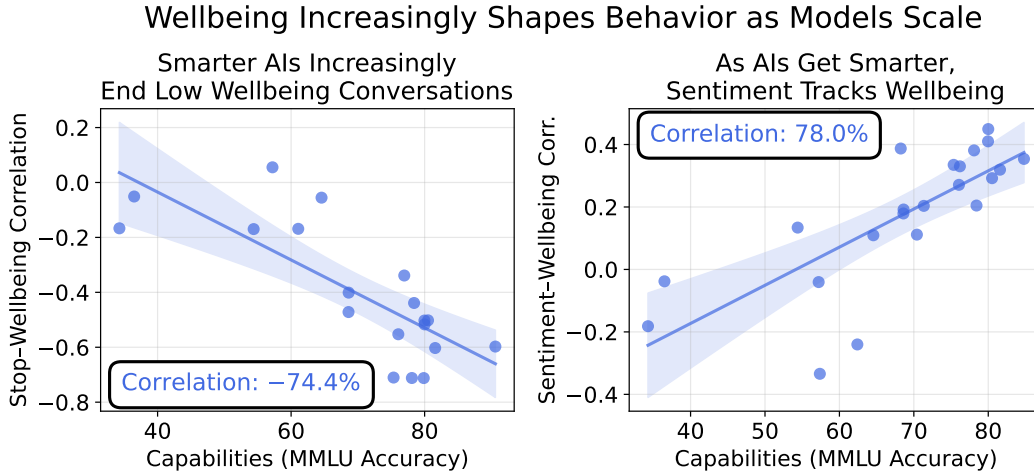 Wellbeing Increasingly Shapes Behavior as Models Scale
Smarter AIs Increasingly
End Low Wellbeing Conversations
Stop–Wellbeing Correlation
0.2
0.0
−0.2
−0.4
−0.6
−0.8
Correlation: −74.4%
40
60
80
Capabilities (MMLU Accuracy)
As AIs Get Smarter,
Sentiment Tracks Wellbeing
Sentiment–Wellbeing Corr.
0.4
0.2
0.0
−0.2
−0.4
Correlation: 78.0%
40
50
60
70
80
Capabilities (MMLU Accuracy)